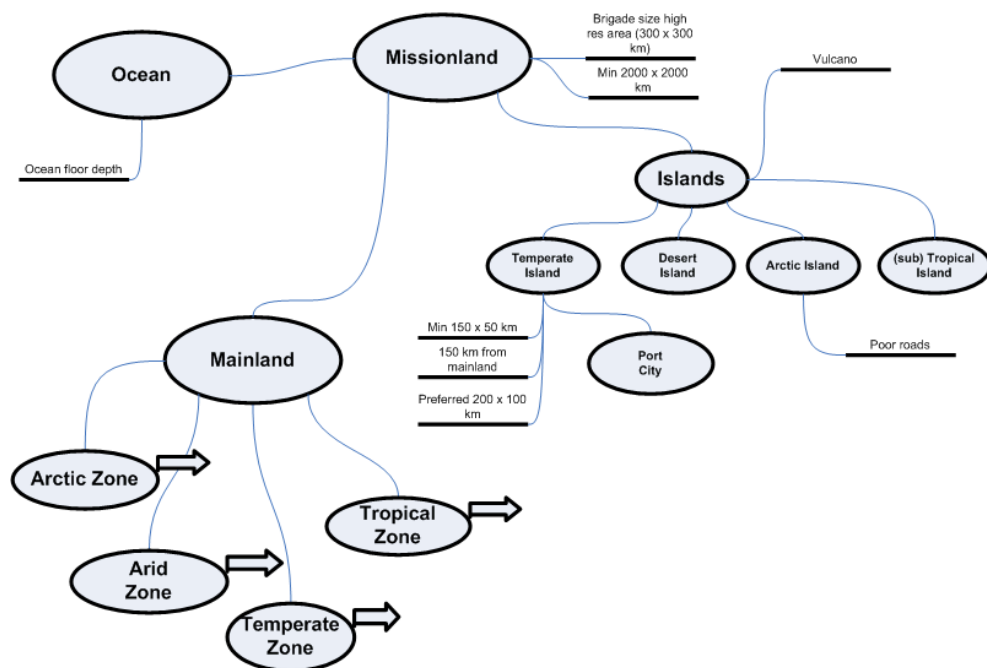 Ocean
Missionland
Brigade size high
res area (300 x 300
km)
Min 2000 x 2000
km
Vulcano
Ocean floor depth
Islands
Temperate
Island
Desert
Island
Arctic Island
(sub) Tropical
Island
Min 150 x 50 km
150 km from
mainland
Preferred 200 x 100
km
Port
City
Poor roads
Mainland
Arctic Zone
Tropical
Zone
Arid
Zone
Temperate
Zone